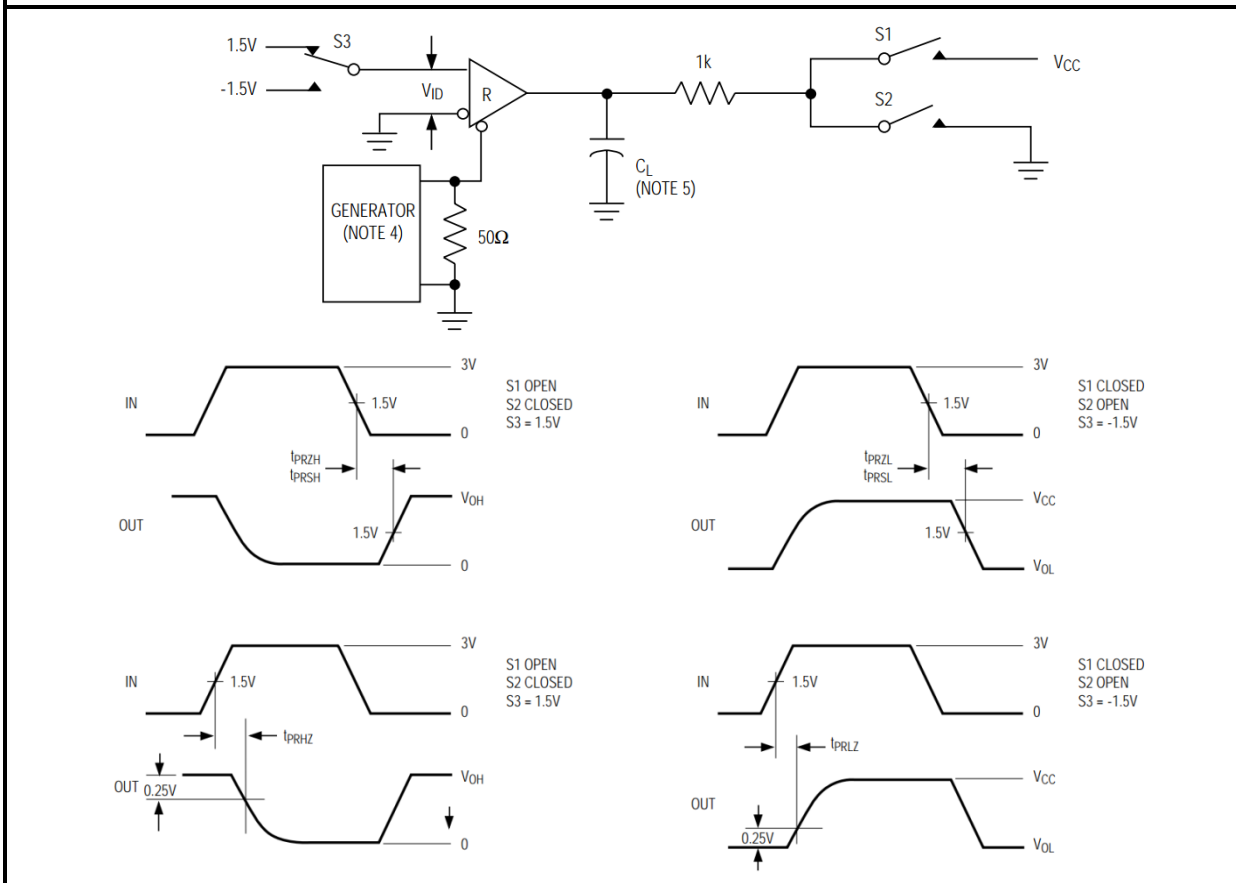 1.5V
S3
-1.5V
VID
R
1k
S1
VCC
S2
CL
(NOTE 5)
GENERATOR
(NOTE 4)
50Ω
IN
3V
1.5V
0
S1 OPEN
S2 CLOSED
S3 = 1.5V
tPRZH
tPRSH
OUT
VOH
1.5V
0
IN
3V
1.5V
0
S1 CLOSED
S2 OPEN
S3 = -1.5V
tPRZL
tPRSL
OUT
VCC
1.5V
VOL
IN
3V
1.5V
0
S1 OPEN
S2 CLOSED
S3 = 1.5V
tPRHZ
OUT
0.25V
VOH
0
IN
3V
1.5V
0
S1 CLOSED
S2 OPEN
S3 = -1.5V
tPRLZ
OUT
0.25V
VCC
VOL